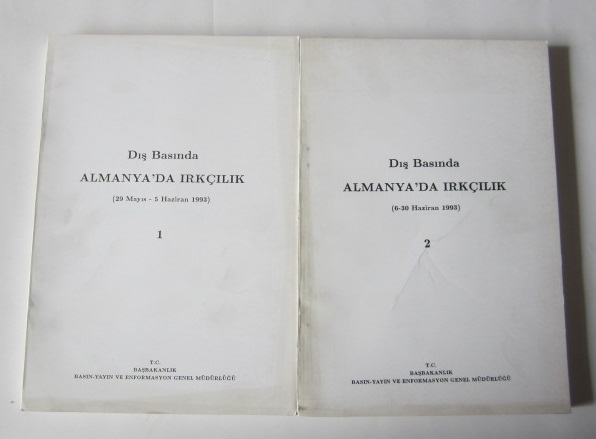 Dış Basında
ALMANYA'DA IRKÇILIK
(29 Mayıs - 5 Haziran 1993)
1
T.C.
BAŞBAKANLIK
BASIN-YAYIN VE ENFORMASYON GENEL MÜDÜRLÜĞÜ
Dış Basında
ALMANYA'DA IRKÇILIK
(6-30 Haziran 1993)
2
T.C.
BAŞBAKANLIK
BASIN-YAYIN VE ENFORMASYON GENEL MÜDÜRLÜĞÜ